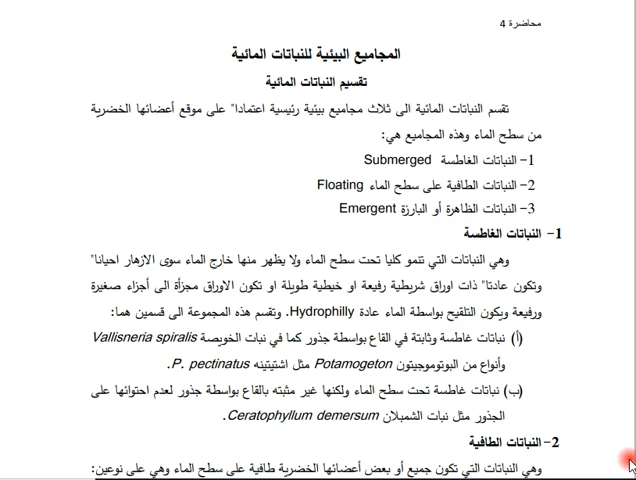 محاضرة 4
المجاميع البيئية للنباتات المائية
تقسيم النباتات المائية
تقسم النباتات المائية الى ثلاث مجاميع بيئية رئيسية اعتمادا" على موقع أعضائها الخضرية
من سطح الماء وهذه المجاميع هي:
1- النباتات الغاطسة Submerged
2- النباتات الطافية على سطح الماء Floating
3- النباتات الظاهرة أو البارزة Emergent
1- النباتات الغاطسة
وهي النباتات التي تنمو كليا تحت سطح الماء ولا يظهر منها خارج الماء سوى الازهار احيانا"
وتكون عادتا" ذات اوراق شريطية رفيعة او خيطية طويلة او تكون الاوراق مجزأة الى أجزاء صغيرة
ورفيعة ويكون التلقيح بواسطة الماء عادة Hydrophilly. وتقسم هذه المجموعة الى قسمين هما:
(أ) نباتات غاطسة وثابتة في القاع بواسطة جذور كما في نبات الخويصة Vallisneria spiralis
وأنواع من البوتوموجيتون Potamogeton مثل اشتيتينه P. pectinatus.
(ب) نباتات غاطسة تحت سطح الماء ولكنها غير مثبته بالقاع بواسطة جذور لعدم احتوائها على
الجذور مثل نبات الشمبلان Ceratophyllum demersum.
2- النباتات الطافية
وهي النباتات التي تكون جميع أو بعض أعضائها الخضرية طافية على سطح الماء وهي على نوعين: